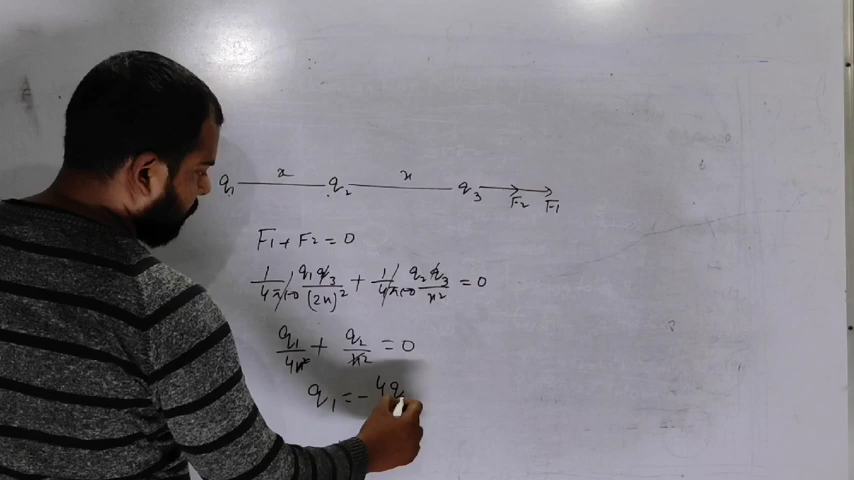 q₁ x q₂ x q₃ F₂ F₁
F₁ + F₂ = 0
1/4πε0 q₁q₃/(2x)² + 1/4πε0 q₂q₃/x² = 0
q₁/4x² + q₂/x² = 0
q₁ = - 4q